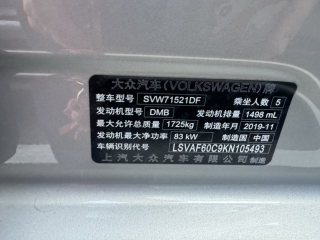 大众汽车(VOLKSWAGEN)牌
整车型号 SVW71521DF 乘坐人数 5
发动机型号 DMB 发动机排量 1498 mL
最大允许总质量 1725kg 制造年月 2019-11
发动机最大净功率 83 kW 制造国 中国
车辆识别代号 LSVAF60C9KN105493
上汽大众汽车有限公司 制造